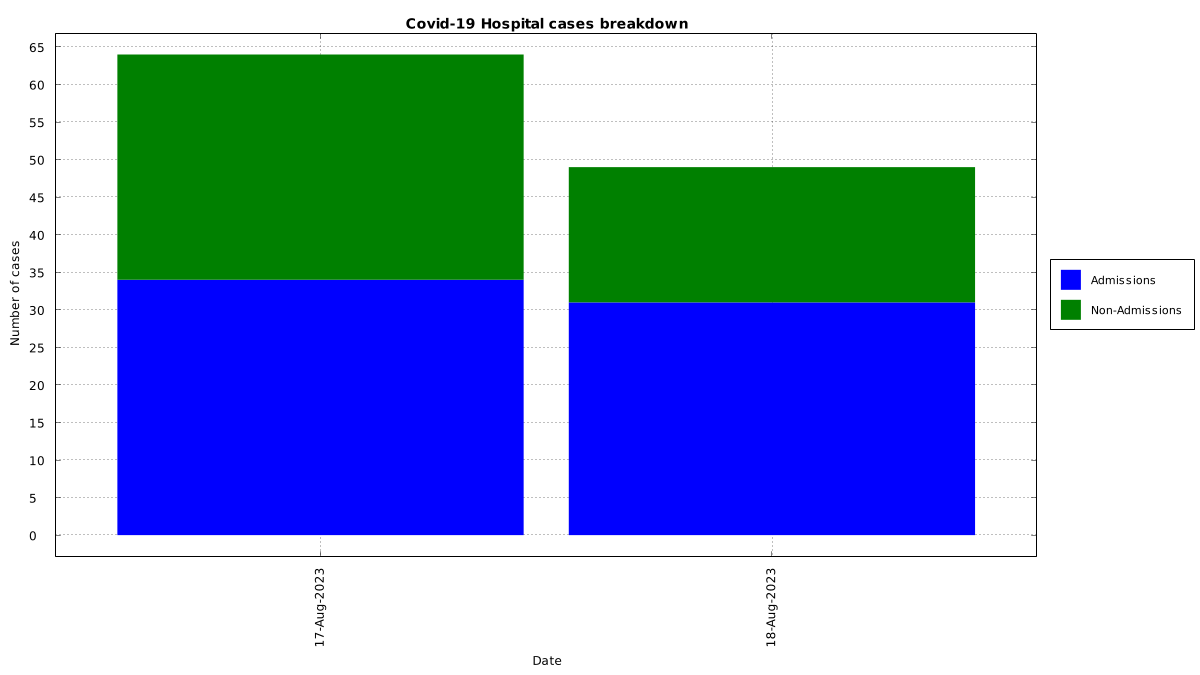 Covid-19 Hospital cases breakdown
65
60
55
50
45
40
35
30
25
20
15
10
5
0
Number of cases
17-Aug-2023
18-Aug-2023
Date
Admissions
Non-Admissions